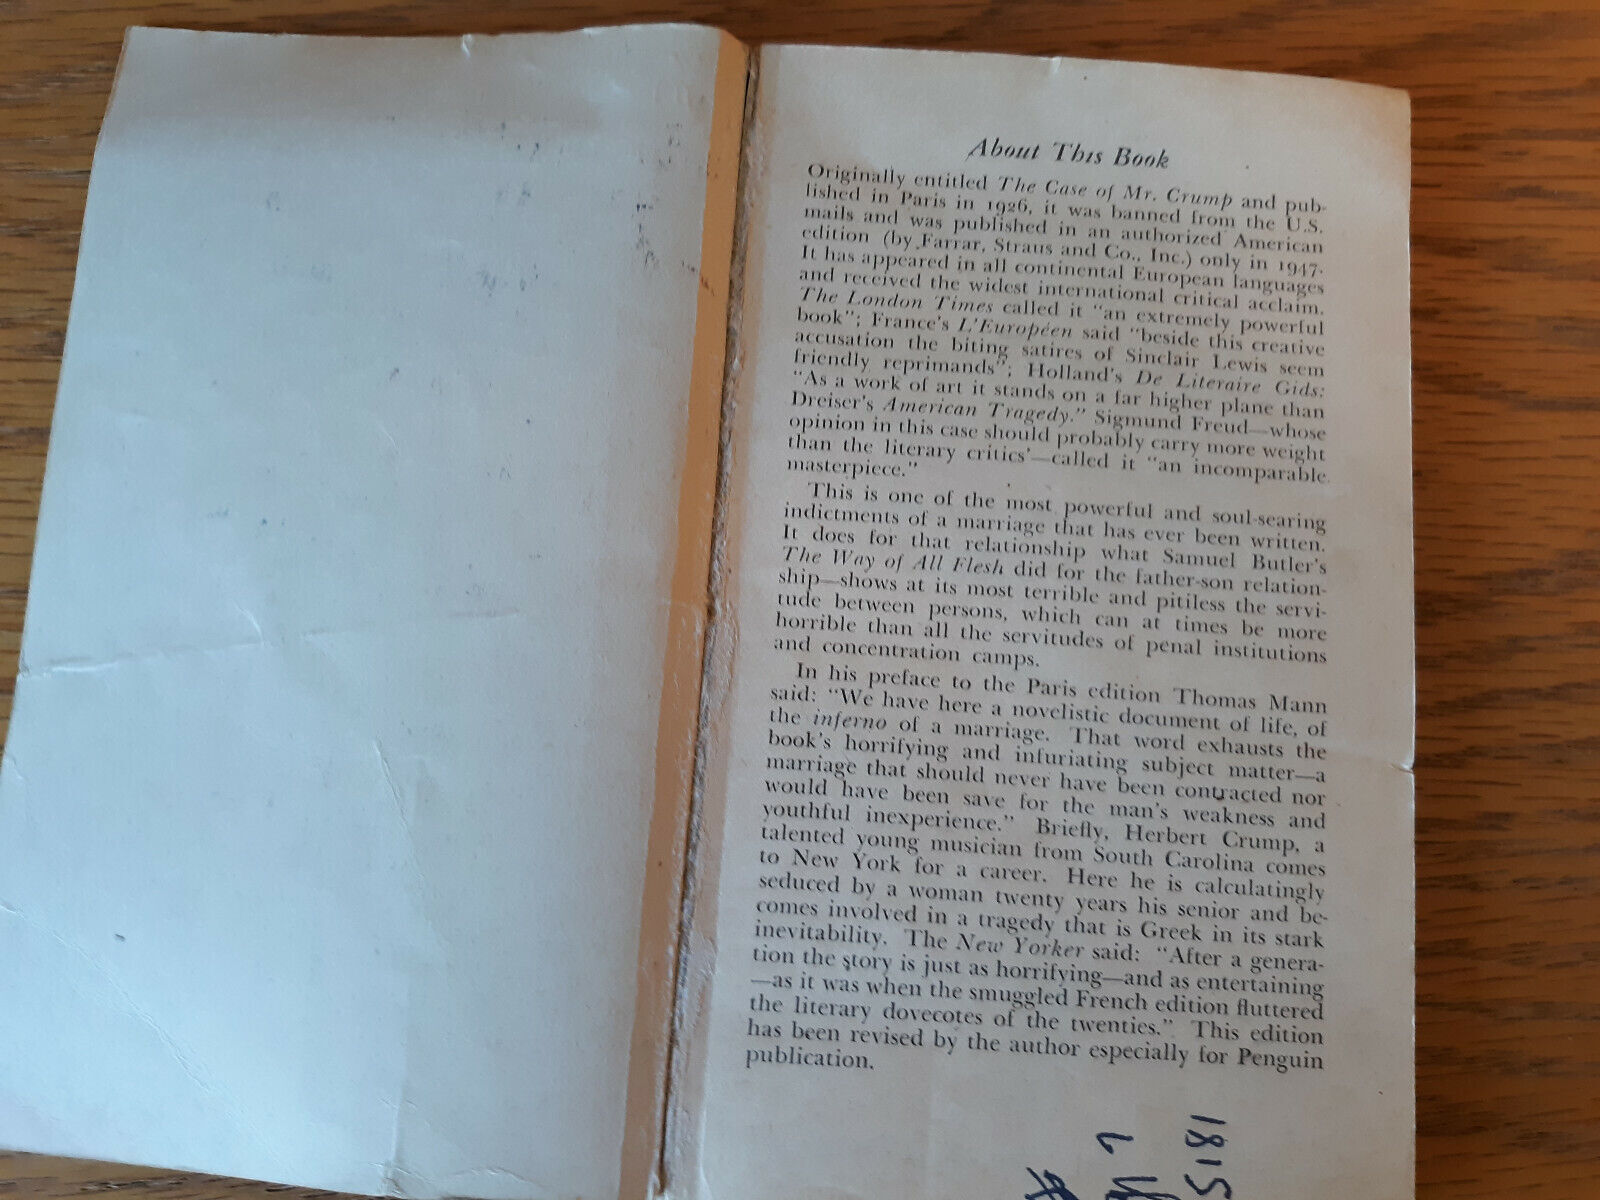 About This Book
Originally entitled The Case of Mr. Crump and pub-
lished in Paris in 1926, it was banned from the U.S.
mails and was published in an authorized American
edition (by Farrar, Straus and Co., Inc.) only in 1947.
It has appeared in all continental European languages
and received the widest international critical acclaim.
The London Times called it "an extremely powerful
book"; France's L'Européen said "beside this creative
accusation the biting satires of Sinclair Lewis seem
friendly reprimands"; Holland's De Literaire Gids:
"As a work of art it stands on a far higher plane than
Dreiser's American Tragedy." Sigmund Freud—whose
opinion in this case should probably carry more weight
than the literary critics'—called it "an incomparable
masterpiece."
This is one of the most powerful and soul-searing
indictments of a marriage that has ever been written.
It does for that relationship what Samuel Butler's
The Way of All Flesh did for the father-son relation-
ship—shows at its most terrible and pitiless the servi-
tude between persons, which can at times be more
horrible than all the servitudes of penal institutions
and concentration camps.
In his preface to the Paris edition Thomas Mann
said: "We have here a novelistic document of life, of
the inferno of a marriage. That word exhausts the
book's horrifying and infuriating subject matter—a
marriage that should never have been contracted nor
would have been save for the man's weakness and
youthful inexperience." Briefly, Herbert Crump, a
talented young musician from South Carolina comes
to New York for a career. Here he is calculatingly
seduced by a woman twenty years his senior and be-
comes involved in a tragedy that is Greek in its stark
inevitability. The New Yorker said: "After a genera-
tion the story is just as horrifying—and as entertaining
—as it was when the smuggled French edition fluttered
the literary dovecotes of the twenties." This edition
has been revised by the author especially for Penguin
publication.
5181